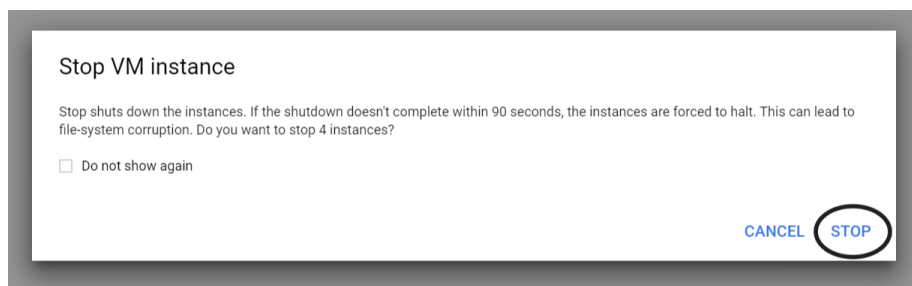 Stop VM instance
Stop shuts down the instances. If the shutdown doesn't complete within 90 seconds, the instances are forced to halt. This can lead to
file-system corruption. Do you want to stop 4 instances?
Do not show again
CANCEL STOP